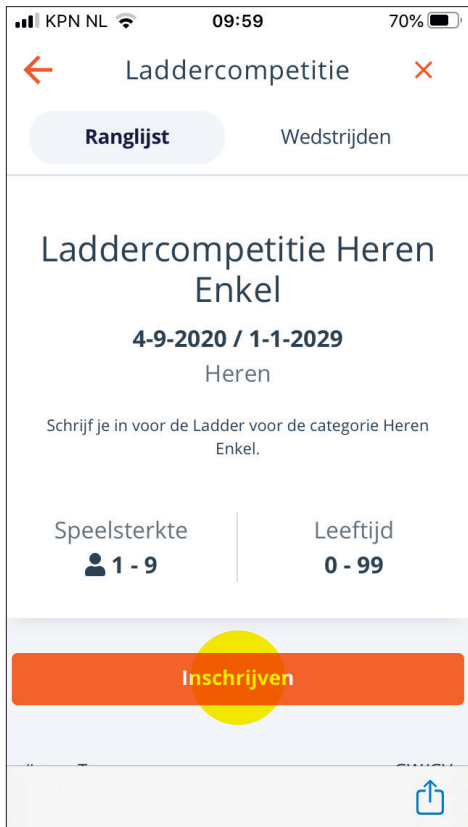 KPN NL 09:59 70%
Laddercompetitie
Ranglijst Wedstrijden
Laddercompetitie Heren
Enkel
4-9-2020 / 1-1-2029
Heren
Schrijf je in voor de Ladder voor de categorie Heren
Enkel.
Speelsterkte Leeftijd
1 - 9 0 - 99
Inschrijven